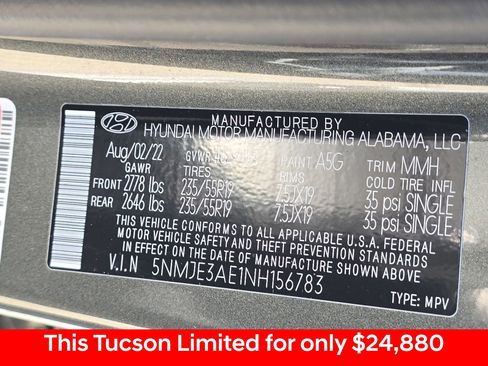 MANUFACTURED BY
HYUNDAI MOTOR MANUFACTURING ALABAMA, LLC
Aug/02/22 GVWR PAINT A5G TRIM MMH
GAWR TIRES RIMS COLD TIRE INFL
FRONT 2778 lbs 235/55R19 7.5JX19 35 psi SINGLE
REAR 2646 lbs 235/55R19 7.5JX19 35 psi SINGLE
THIS VEHICLE CONFORMS TO ALL APPLICABLE U.S. FEDERAL
MOTOR VEHICLE SAFETY AND THEFT PREVENTION STANDARDS
IN EFFECT ON THE DATE OF MANUFACTURE SHOWN ABOVE.
V.I.N 5NMJE3AE1NH156783
TYPE: MPV
This Tucson Limited for only $24,880